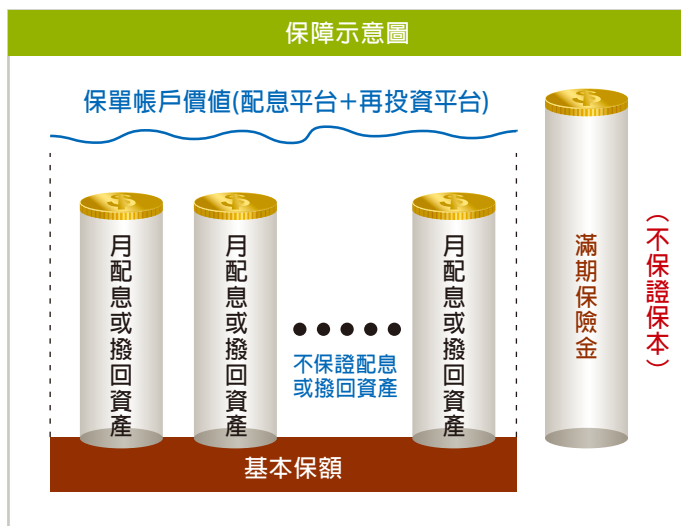 保障示意圖
保單帳戶價值(配息平台＋再投資平台)
月配息或撥回資產
月配息或撥回資產
不保證配息
或撥回資產
月配息或撥回資產
滿期保險金
（不保證保本）
基本保額